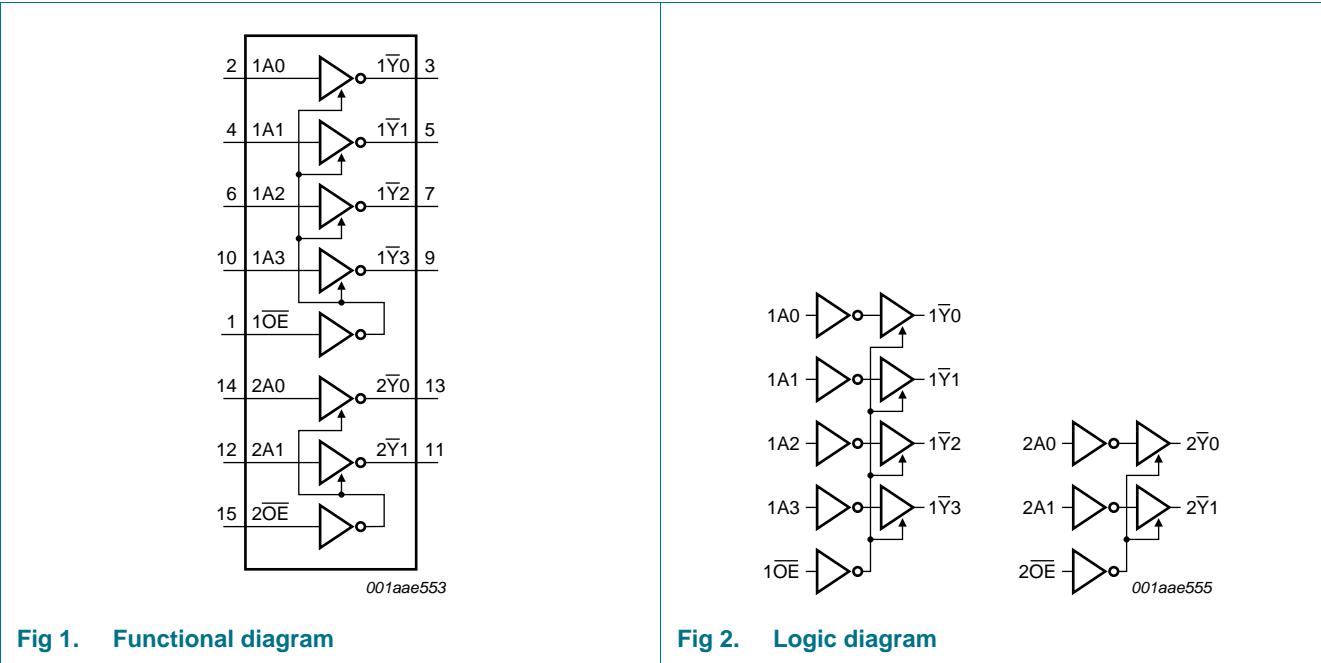 2 1A0 1Y̅0 3
4 1A1 1Y̅1 5
6 1A2 1Y̅2 7
10 1A3 1Y̅3 9
1 1O̅E̅
14 2A0 2Y̅0 13
12 2A1 2Y̅1 11
15 2O̅E̅
001aae553
Fig 1. Functional diagram
1A0 1Y̅0
1A1 1Y̅1
1A2 1Y̅2
1A3 1Y̅3
1O̅E̅
2A0 2Y̅0
2A1 2Y̅1
2O̅E̅
001aae555
Fig 2. Logic diagram